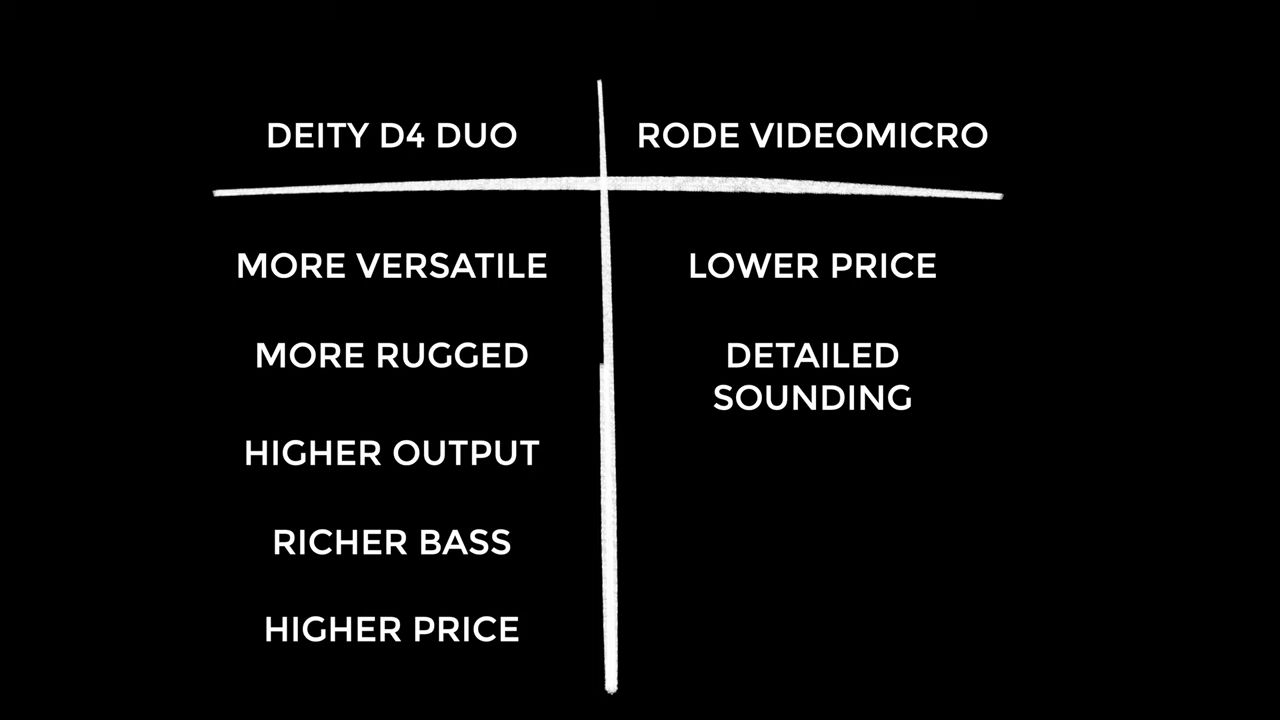 DEITY D4 DUO
RODE VIDEOMICRO
MORE VERSATILE
LOWER PRICE
MORE RUGGED
DETAILED
SOUNDING
HIGHER OUTPUT
RICHER BASS
HIGHER PRICE